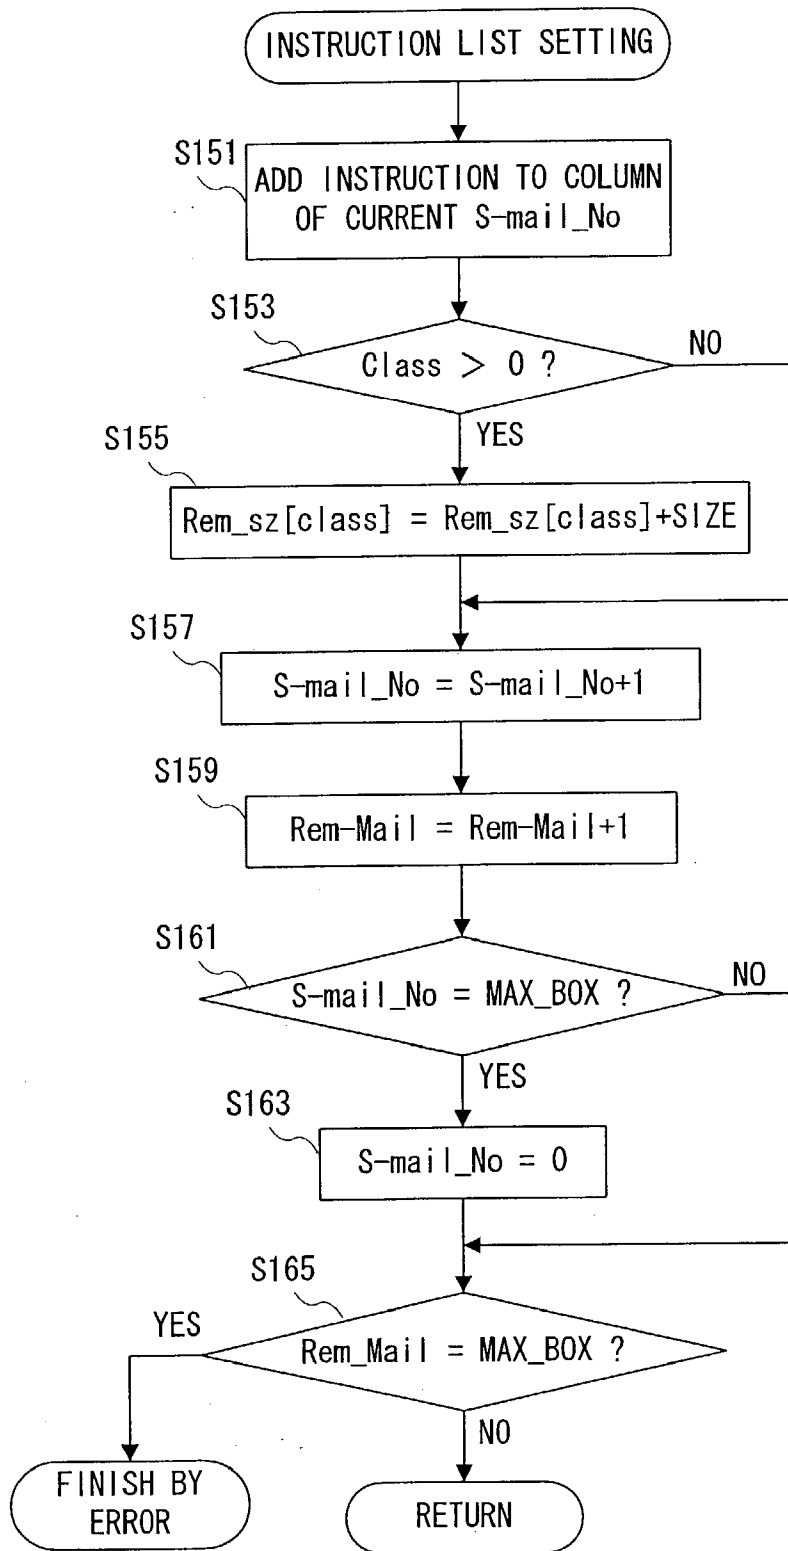 INSTRUCTION LIST SETTING
S151
ADD INSTRUCTION TO COLUMN
OF CURRENT S-mail_No
S153
Class > 0 ?
NO
YES
S155
Rem_sz[class] = Rem_sz[class]+SIZE
S157
S-mail_No = S-mail_No+1
S159
Rem-Mail = Rem-Mail+1
S161
S-mail_No = MAX_BOX ?
NO
YES
S163
S-mail_No = 0
S165
YES
Rem_Mail = MAX_BOX ?
NO
FINISH BY
ERROR
RETURN